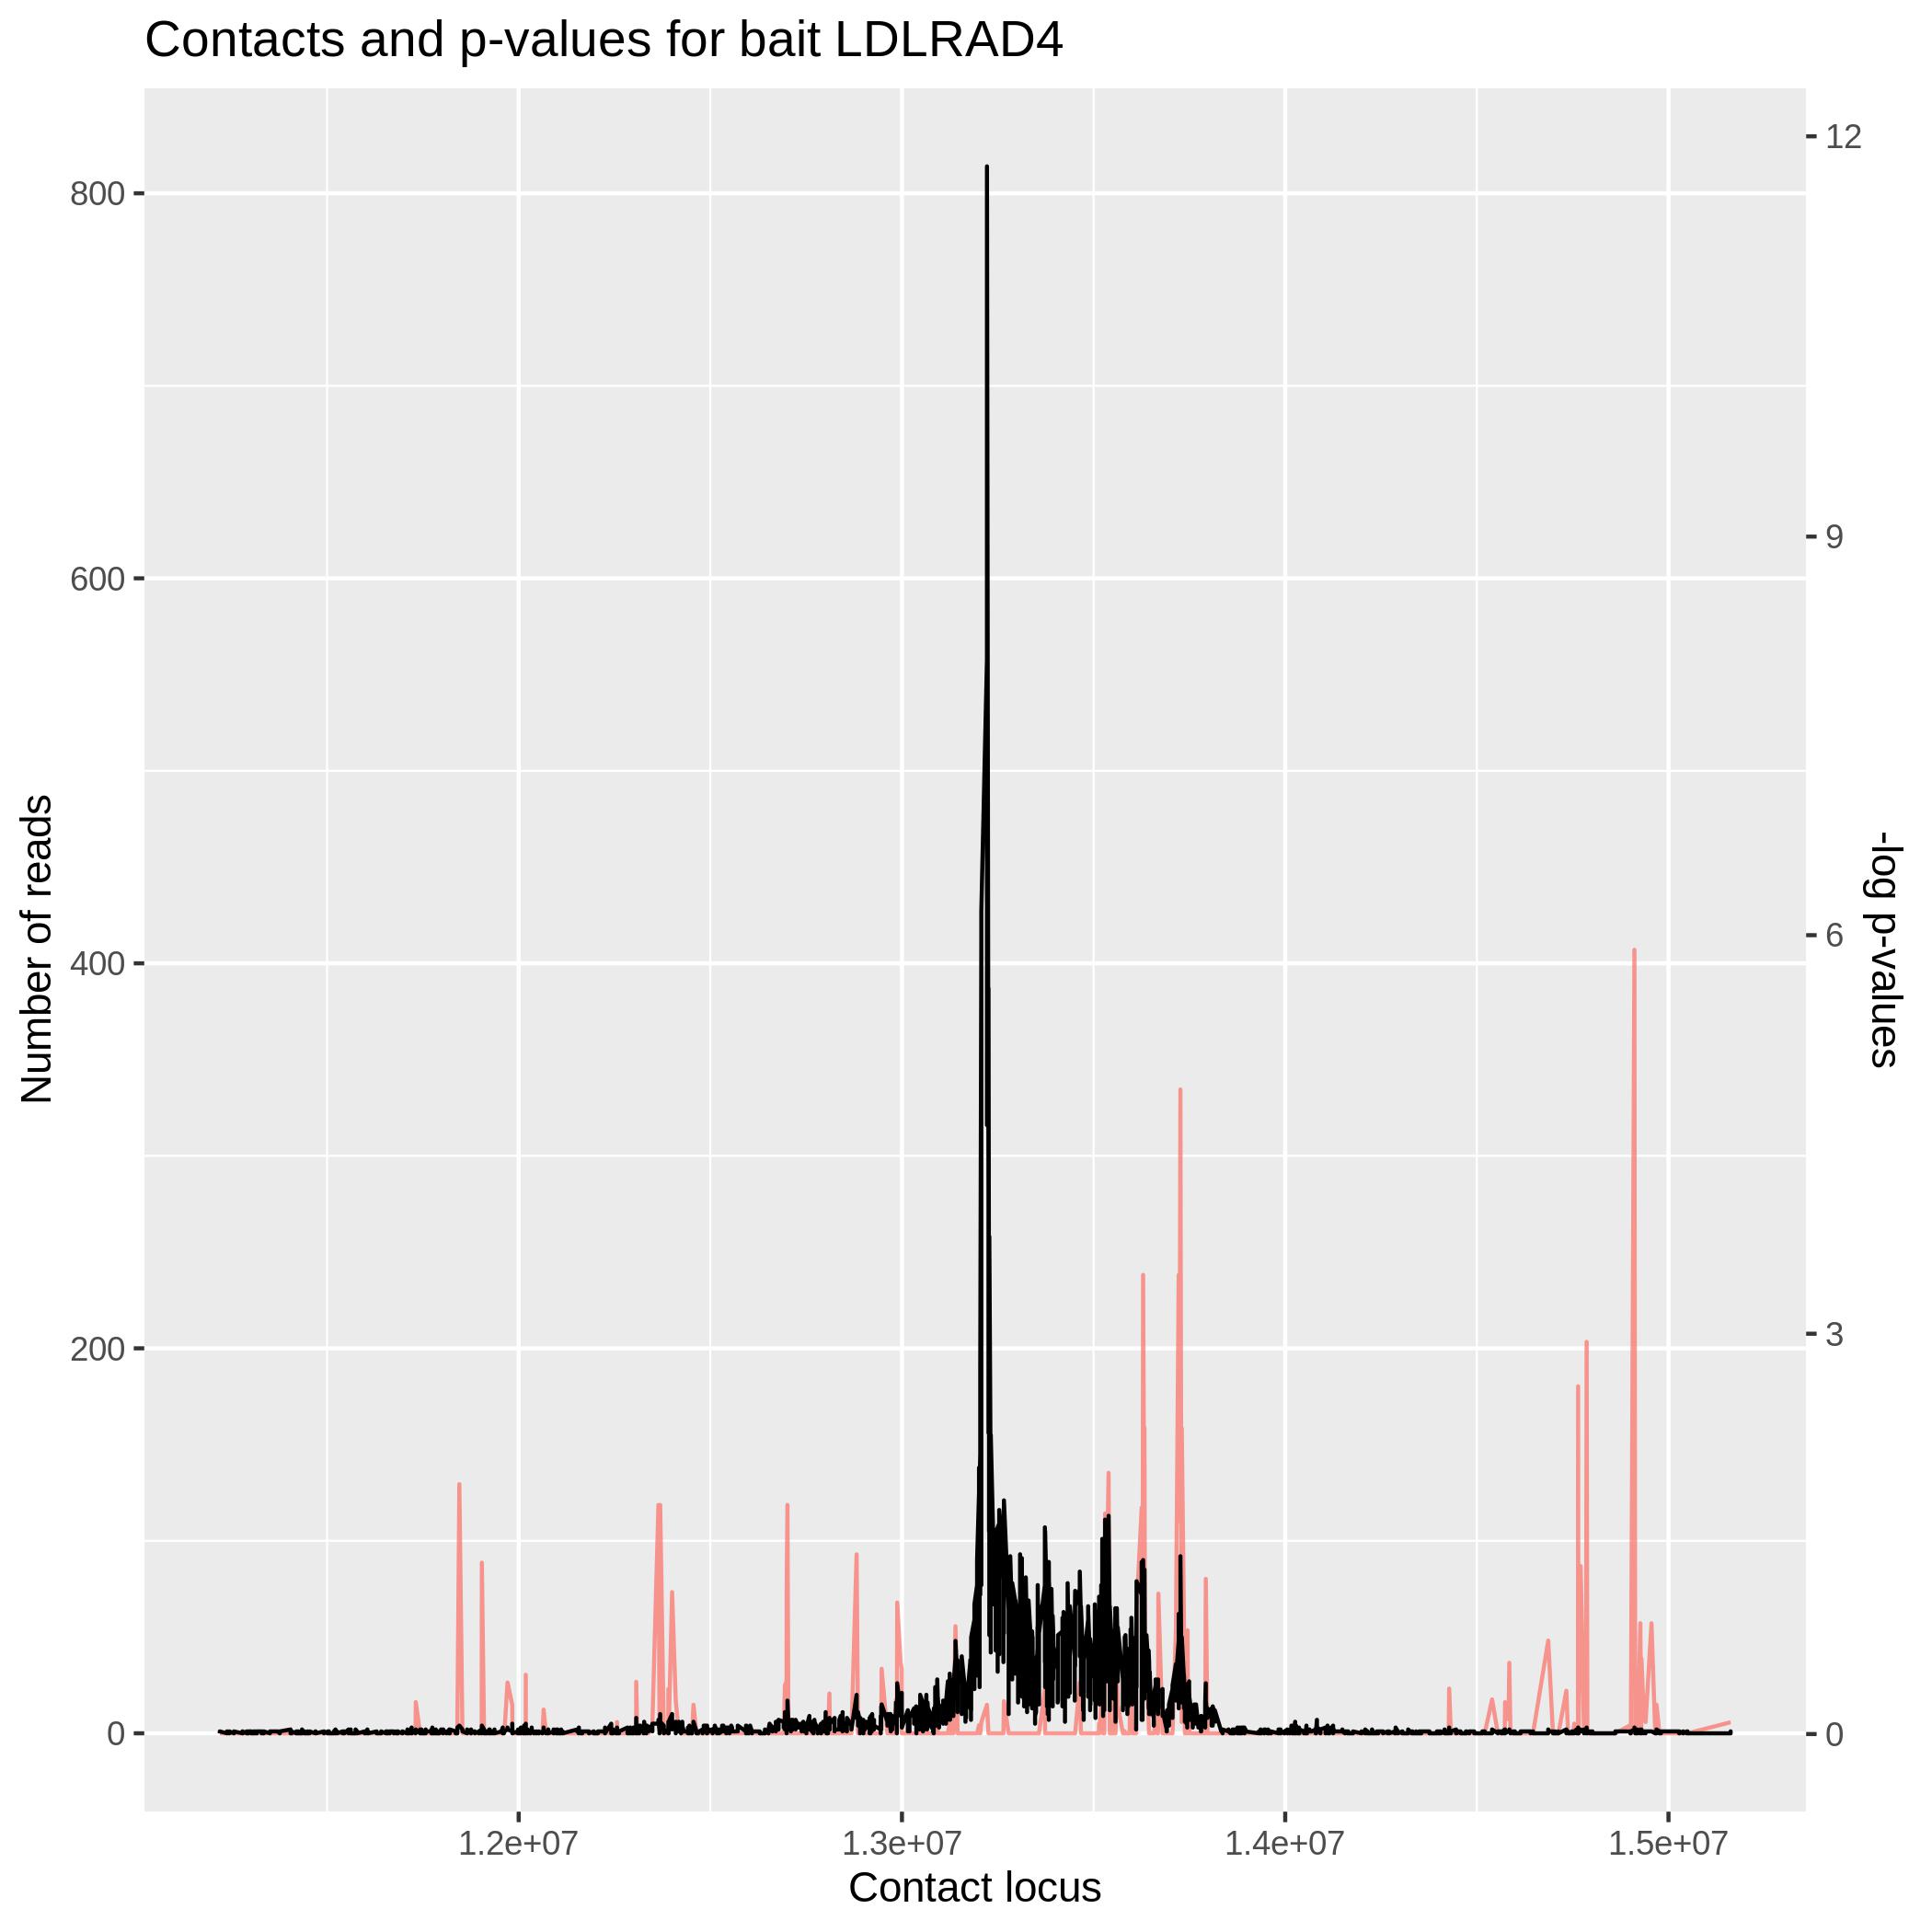 Contacts and p-values for bait LDLRAD4
12
800
9
600
6
400
3
200
0
0
Number of reads
-log p-values
1.2e+07
1.3e+07
1.4e+07
1.5e+07
Contact locus